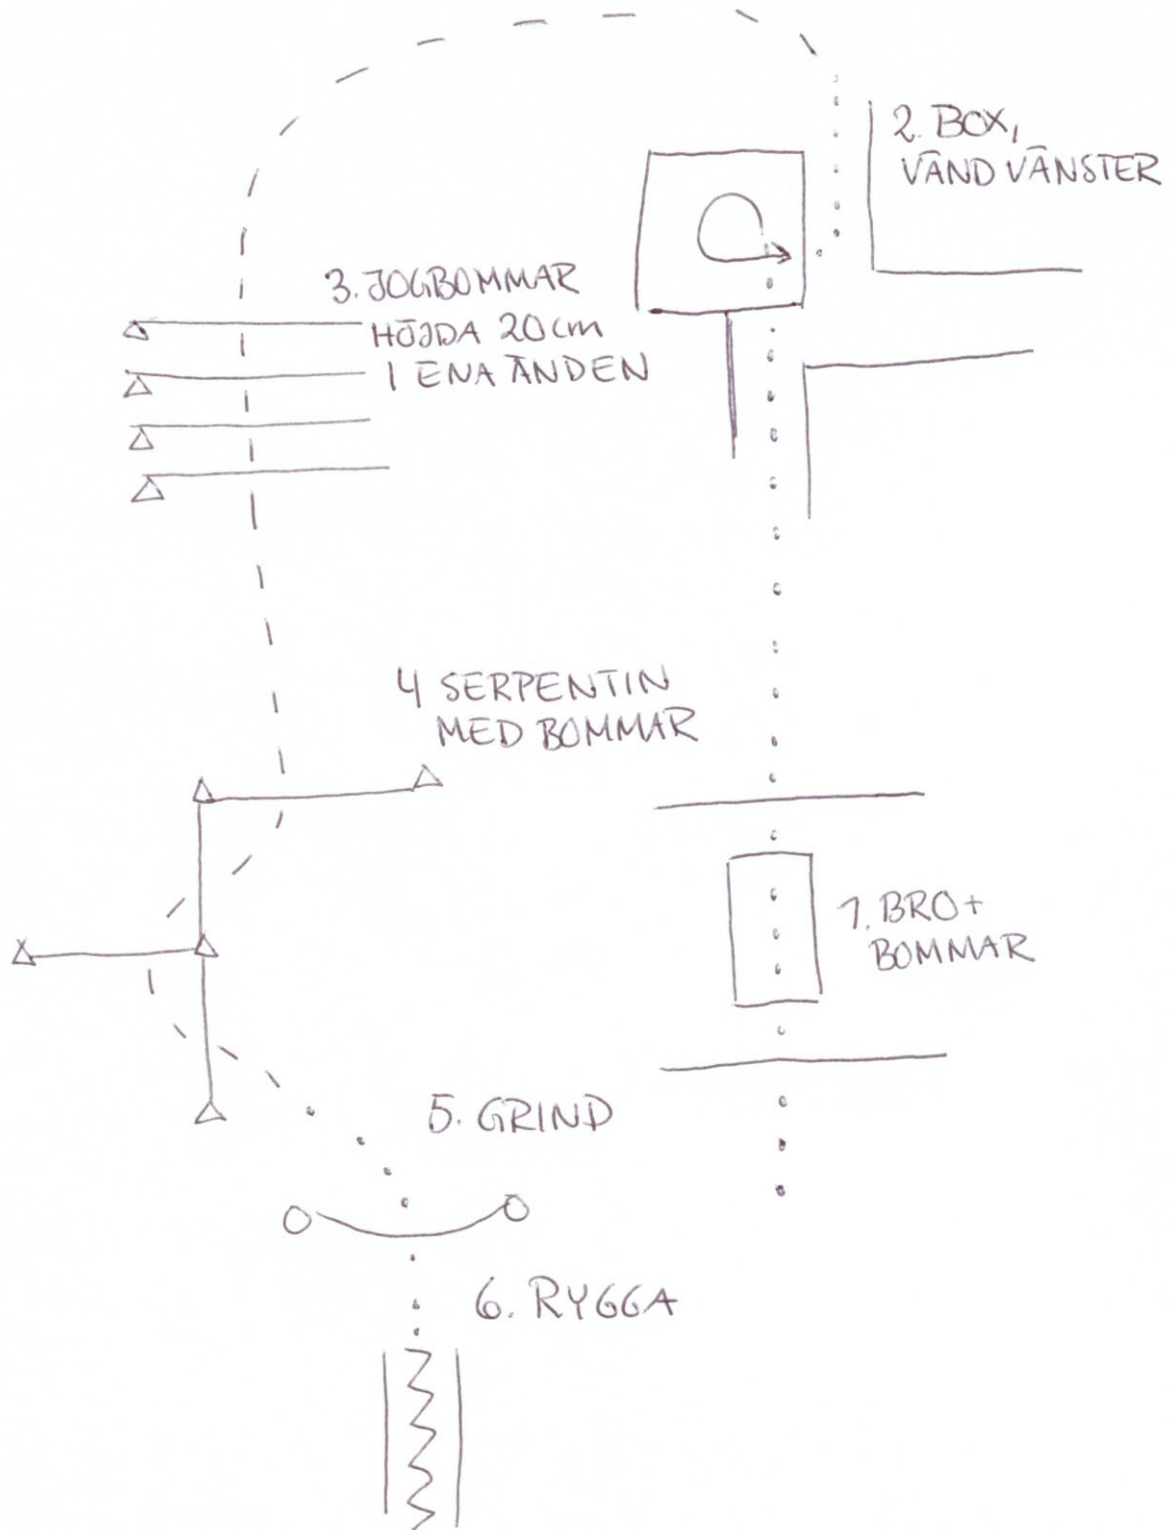 2. BOX,
VÄND VÄNSTER
3. JOGBOMMAR
HÖJDA 20cm
I ENA ÄNDEN
4 SERPENTIN
MED BOMMAR
1. BRO+
BOMMAR
5. GRIND
6. RYGGA